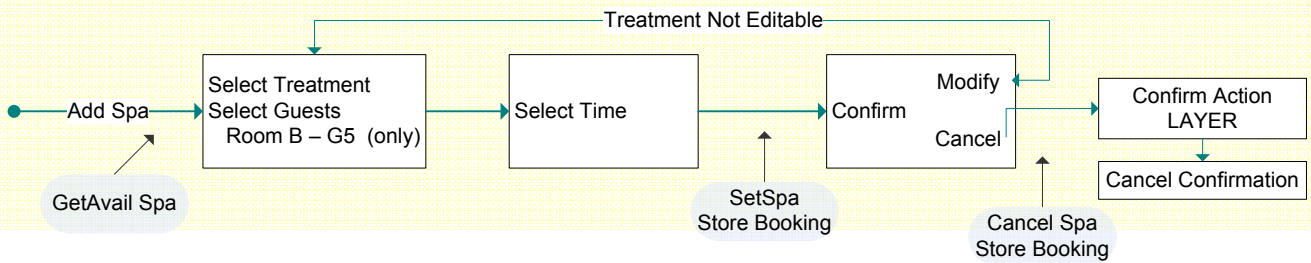 Treatment Not Editable
Add Spa
Select Treatment
Select Guests
Room B – G5 (only)
Select Time
Modify
Confirm
Cancel
Confirm Action
LAYER
Cancel Confirmation
GetAvail Spa
SetSpa
Store Booking
Cancel Spa
Store Booking